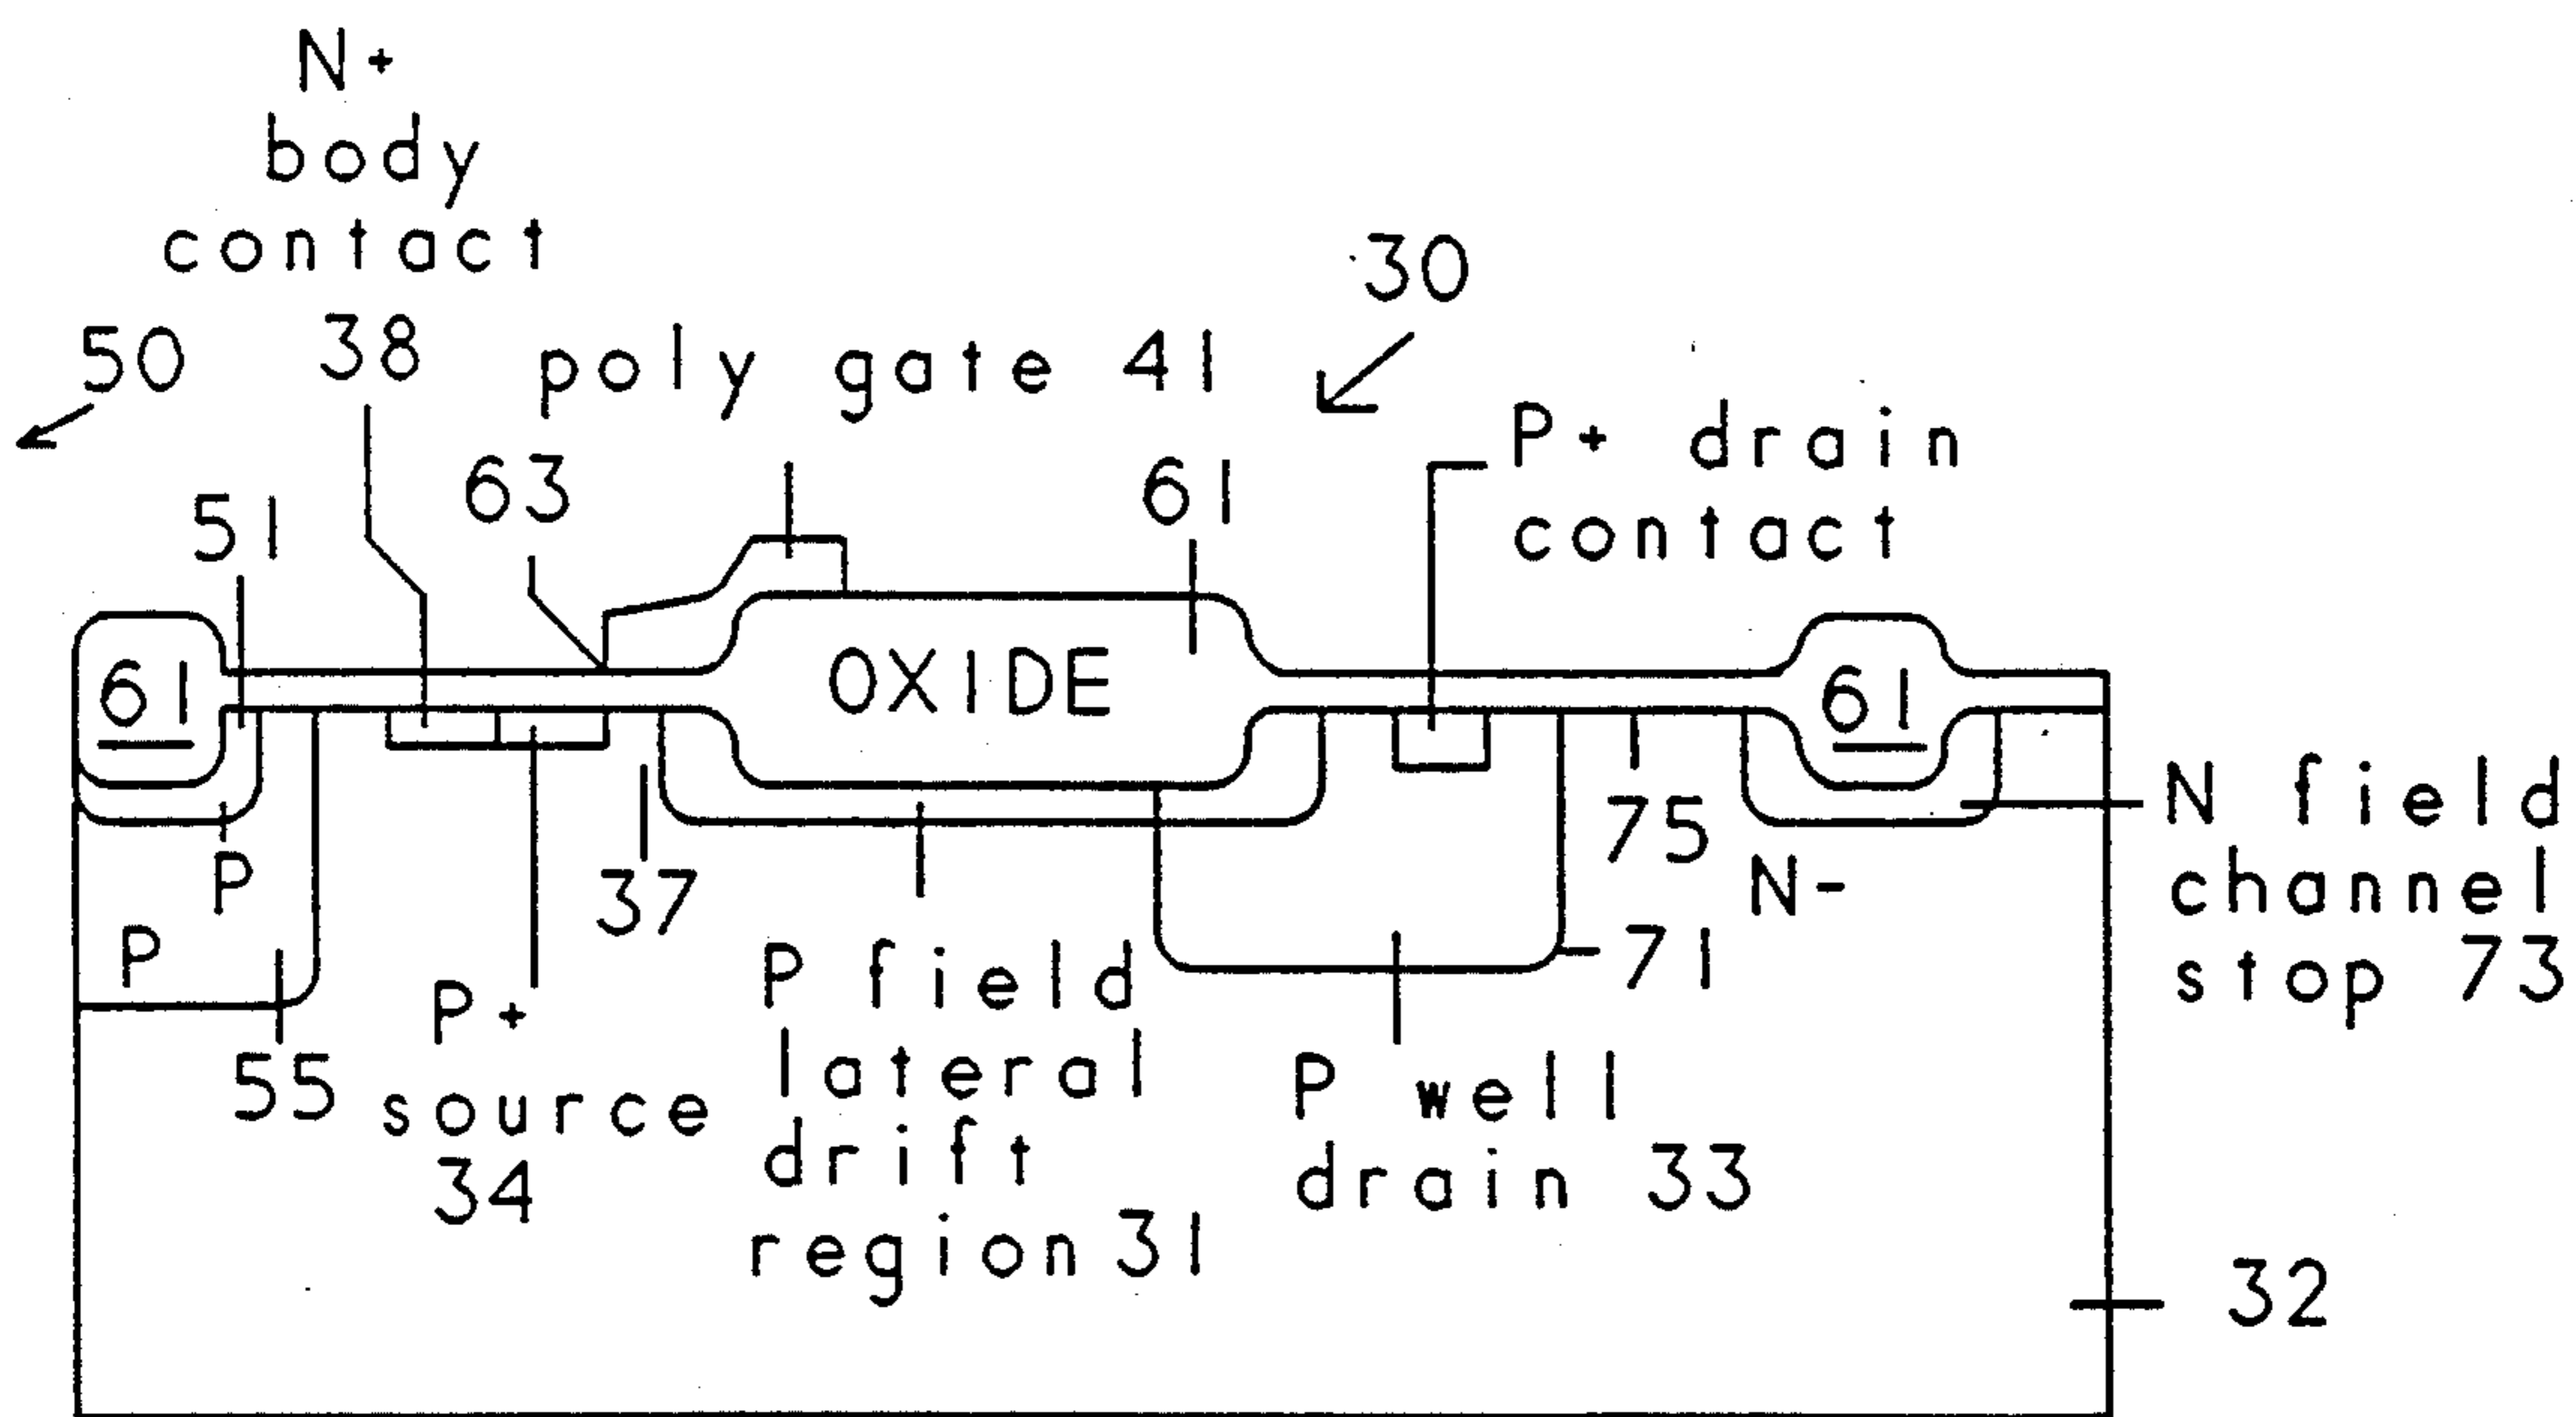 N+
body
contact
38
50
poly gate 41
30
P+ drain
contact
63
61
51
61
OXIDE
61
37
75
N-
N field
channel
stop 73
P
P
55
P+
source
34
P field
lateral
drift
region 31
71
P well
drain 33
32